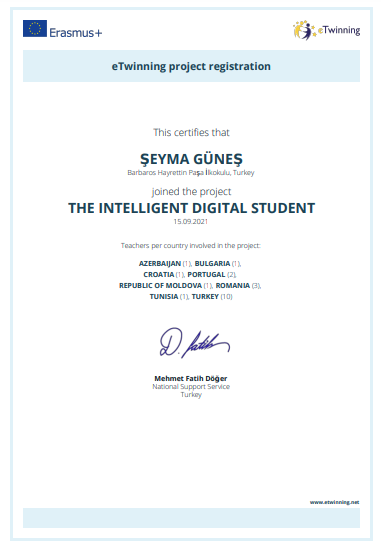 Erasmus+
eTwinning
eTwinning project registration
This certifies that
ŞEYMA GÜNEŞ
Barbaros Hayrettin Paşa İlkokulu, Turkey
joined the project
THE INTELLIGENT DIGITAL STUDENT
15.09.2021
Teachers per country involved in the project:
AZERBAIJAN (1), BULGARIA (1),
CROATIA (1), PORTUGAL (2),
REPUBLIC OF MOLDOVA (1), ROMANIA (3),
TUNISIA (1), TURKEY (10)
D. Fatih
Mehmet Fatih Döğer
National Support Service
Turkey
www.etwinning.net